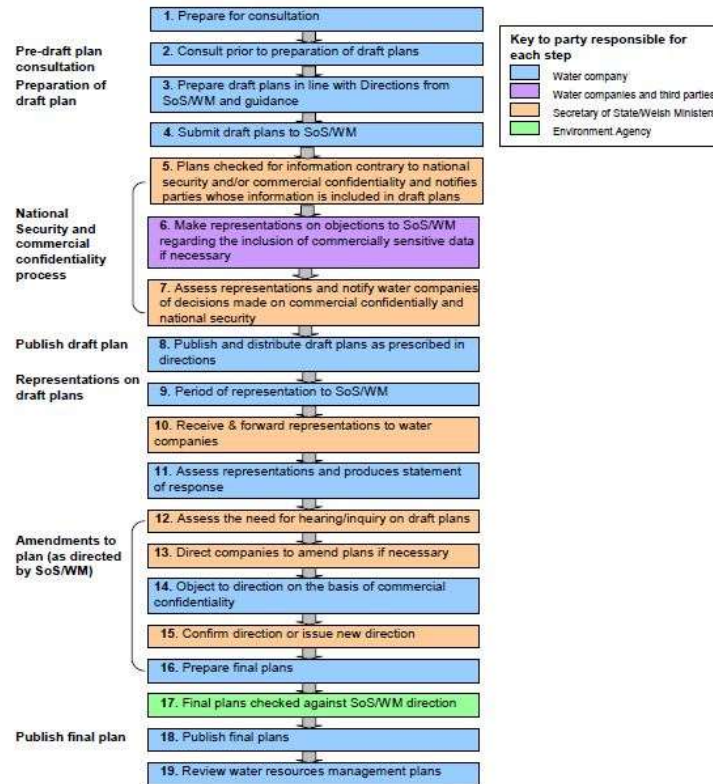 1. Prepare for consultation
Pre-draft plan
consultation
2. Consult prior to preparation of draft plans
Preparation of
draft plan
3. Prepare draft plans in line with Directions from
SoS/WM and guidance
4. Submit draft plans to SoS/WM
National
Security and
commercial
confidentiality
process
5. Plans checked for information contrary to national
security and/or commercial confidentiality and notifies
parties whose information is included in draft plans
6. Make representations on objections to SoS/WM
regarding the inclusion of commercially sensitive data
if necessary
7. Assess representations and notify water companies
of decisions made on commercial confidentially and
national security
Publish draft plan
8. Publish and distribute draft plans as prescribed in
directions
Representations on
draft plans
9. Period of representation to SoS/WM
10. Receive & forward representations to water
companies
11. Assess representations and produces statement
of response
Amendments to
plan (as directed
by SoS/WM)
12. Assess the need for hearing/inquiry on draft plans
13. Direct companies to amend plans if necessary
14. Object to direction on the basis of commercial
confidentiality
15. Confirm direction or issue new direction
16. Prepare final plans
17. Final plans checked against SoS/WM direction
Publish final plan
18. Publish final plans
19. Review water resources management plans
Key to party responsible for
each step
Water company
Water companies and third parties
Secretary of State/Welsh Ministers
Environment Agency